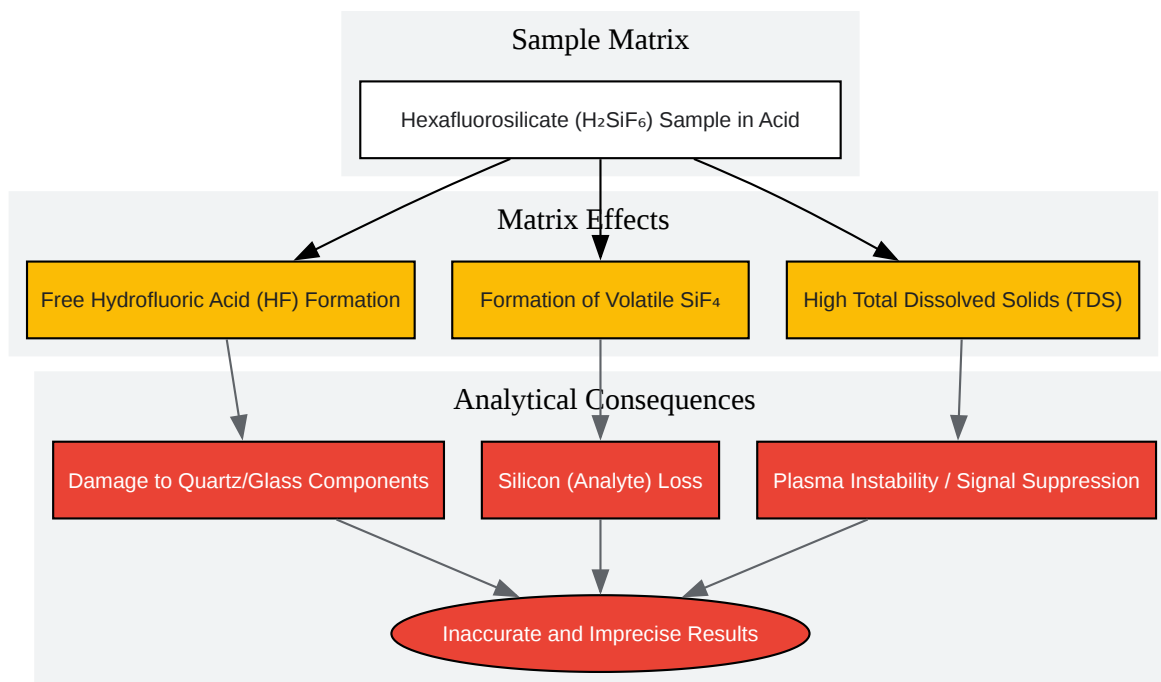 Sample Matrix
Hexafluorosilicate (H₂SiF₆) Sample in Acid
Matrix Effects
Free Hydrofluoric Acid (HF) Formation
Formation of Volatile SiF₄
High Total Dissolved Solids (TDS)
Analytical Consequences
Damage to Quartz/Glass Components
Silicon (Analyte) Loss
Plasma Instability / Signal Suppression
Inaccurate and Imprecise Results